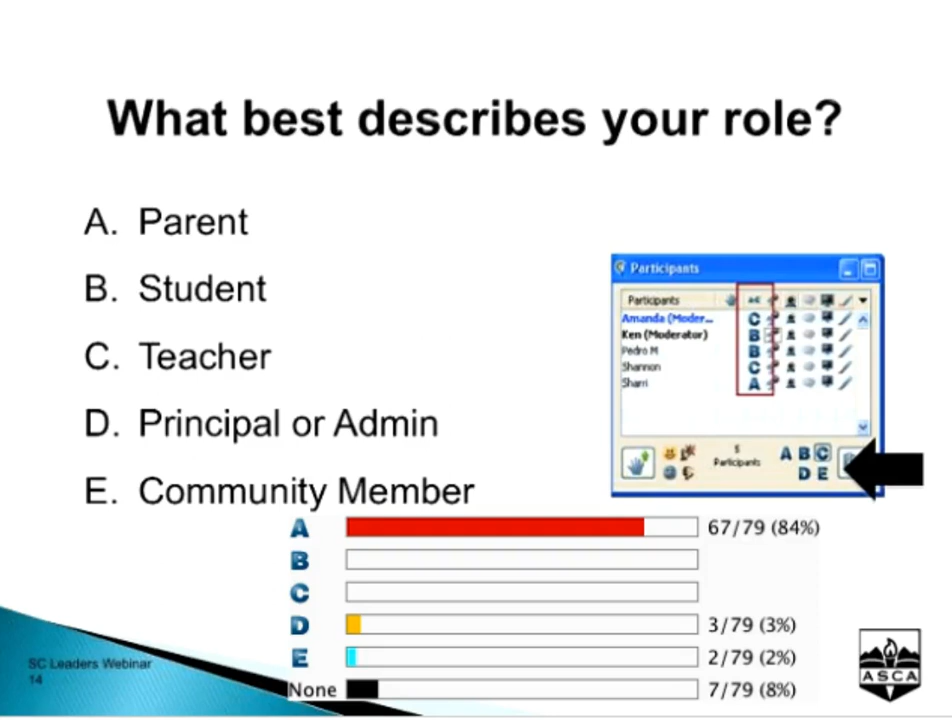 What best describes your role?
A. Parent
B. Student
C. Teacher
D. Principal or Admin
E. Community Member
Participants
Participants
Amanda (Moder... C
Ken (Moderator) B
Pedro M B
Shannon C
Sharri A
5
Participants
A B C
D E
A 67/79 (84%)
B
C
D 3/79 (3%)
E 2/79 (2%)
None 7/79 (8%)
SC Leaders Webinar
14
ASCA